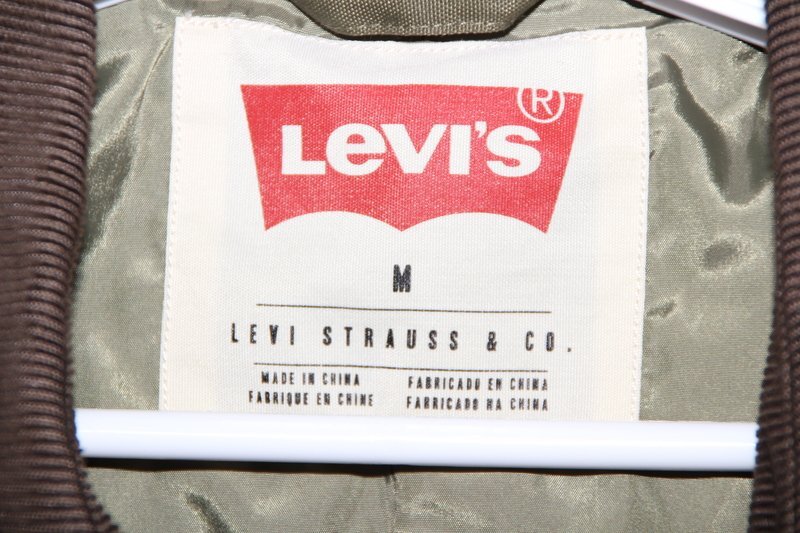 LEVI'S ®
M
LEVI STRAUSS & CO.
MADE IN CHINA FABRICADO EN CHINA
FABRIQUE EN CHINE FABRICADO NA CHINA